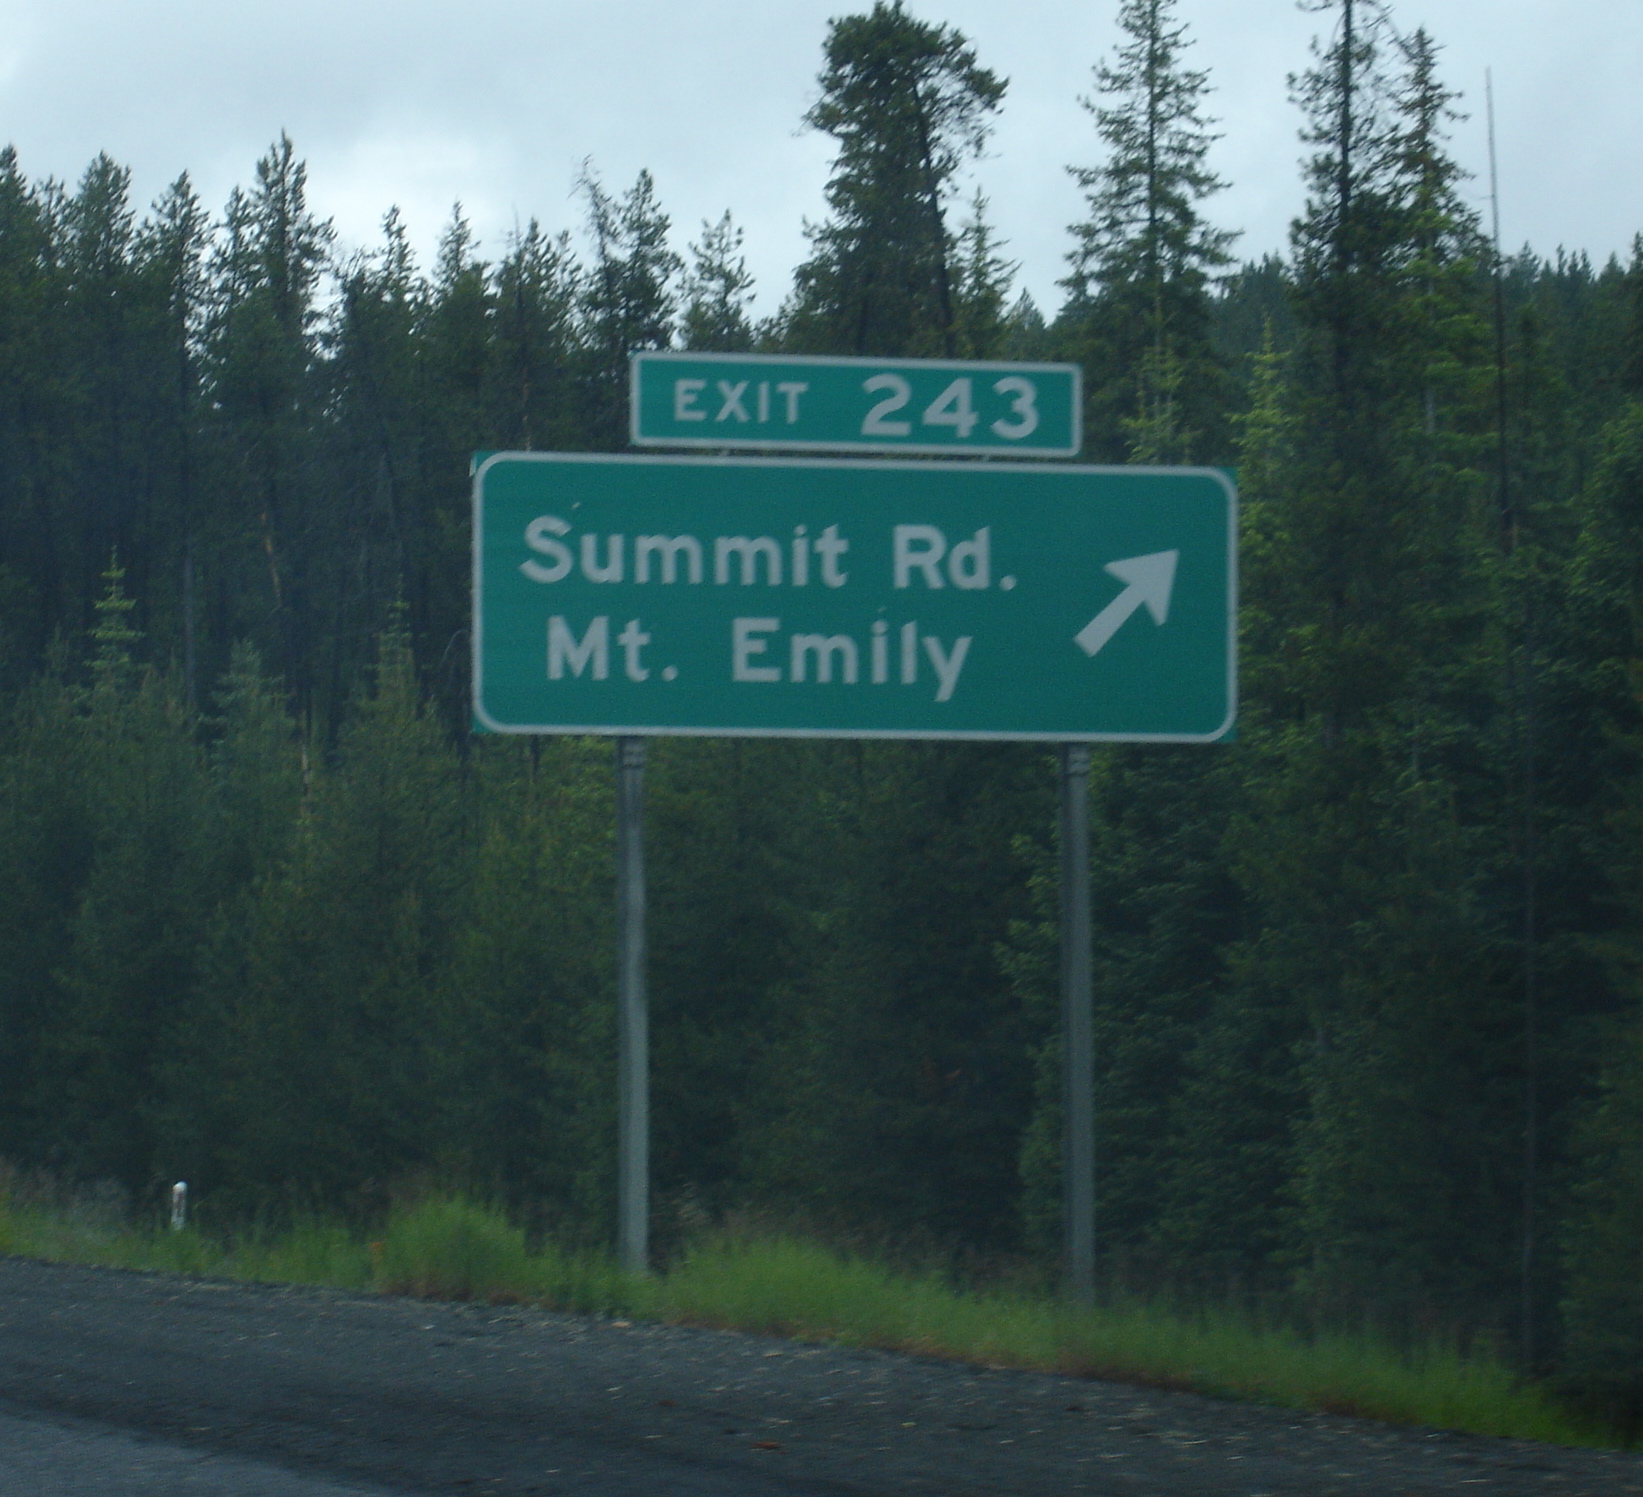 EXIT 243
Summit Rd.
Mt. Emily